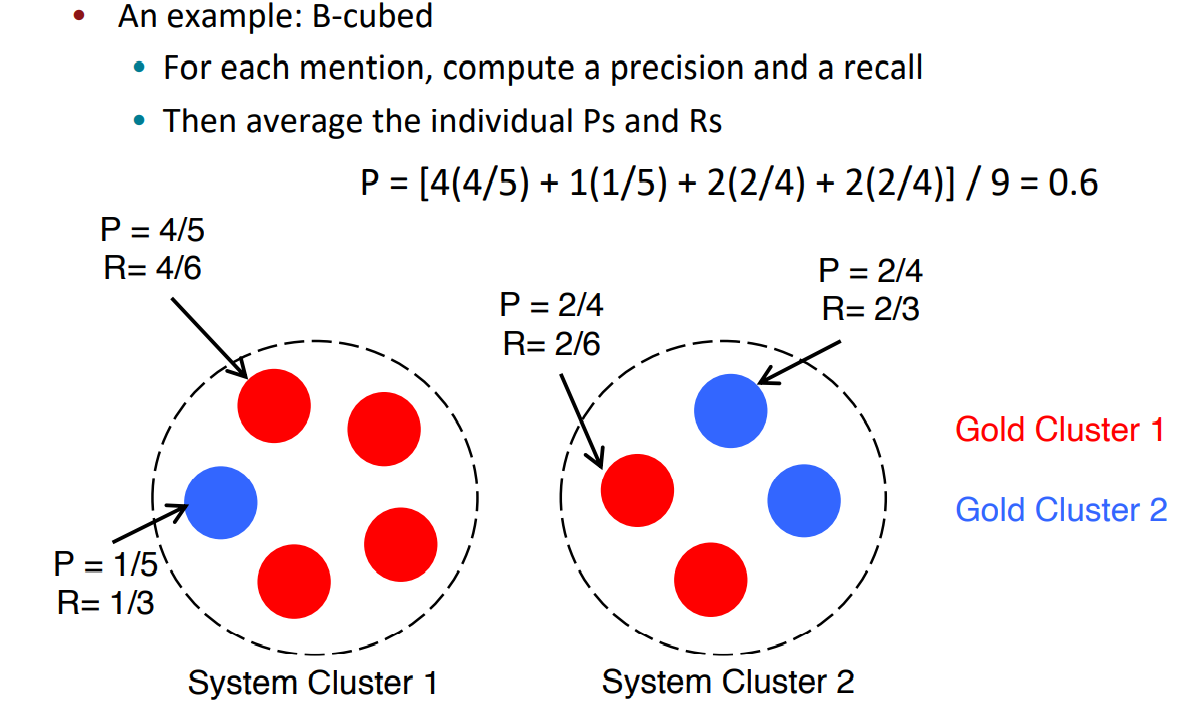 • An example: B-cubed
• For each mention, compute a precision and a recall
• Then average the individual Ps and Rs
P = [4(4/5) + 1(1/5) + 2(2/4) + 2(2/4)] / 9 = 0.6
P = 4/5
R= 4/6
P = 2/4
R= 2/6
P = 2/4
R= 2/3
Gold Cluster 1
Gold Cluster 2
P = 1/5
R= 1/3
System Cluster 1
System Cluster 2